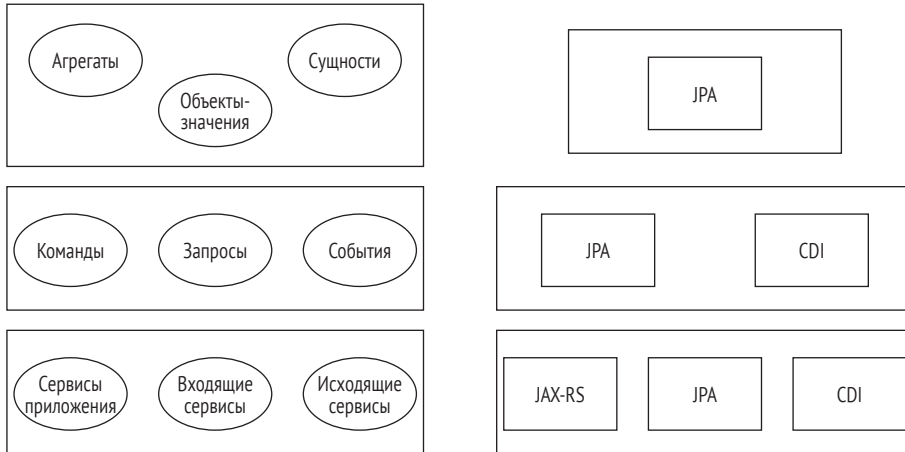 Агрегаты
Сущности
Объекты-
значения
JPA
Команды
Запросы
События
JPA
CDI
Сервисы
приложения
Входящие
сервисы
Исходящие
сервисы
JAX-RS
JPA
CDI